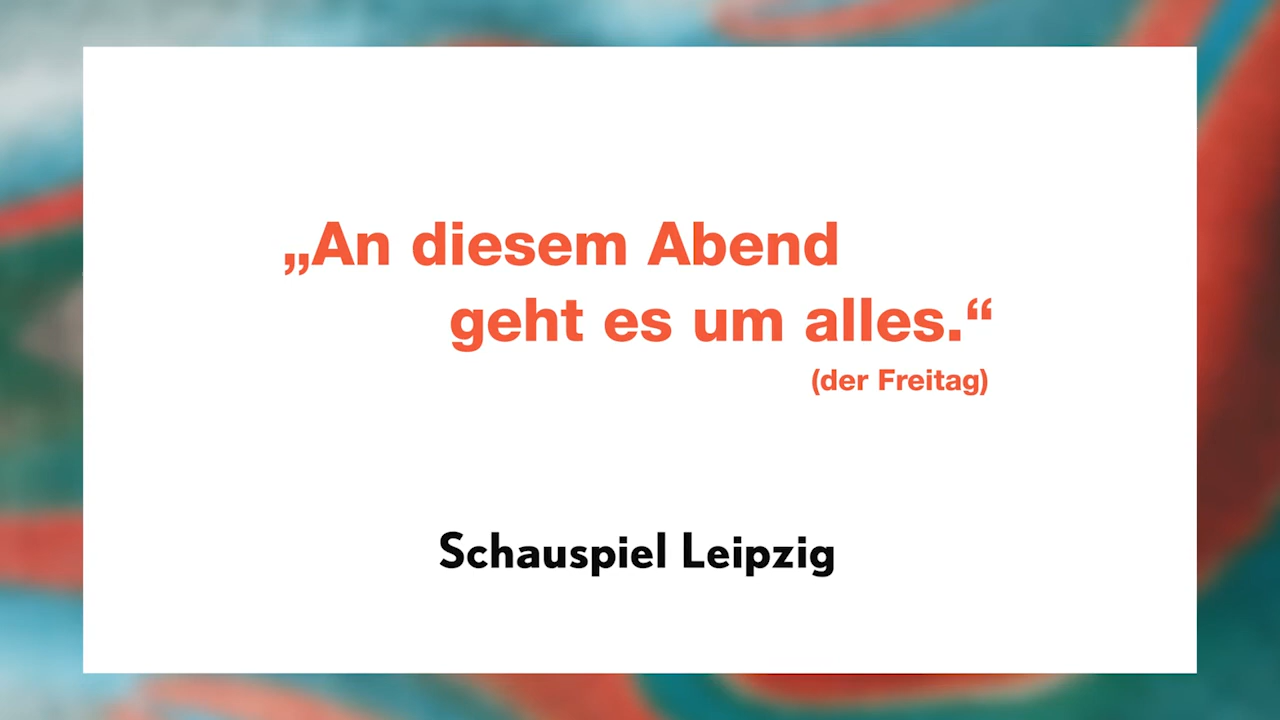 „An diesem Abend
geht es um alles.“
(der Freitag)
Schauspiel Leipzig